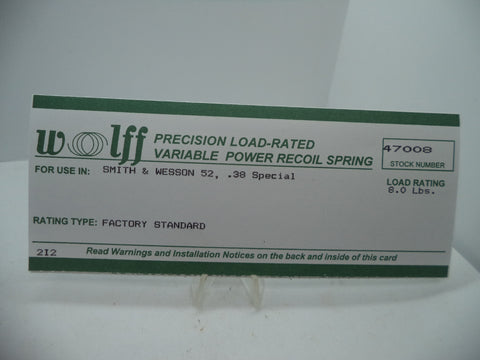 wolff
PRECISION LOAD-RATED
VARIABLE POWER RECOIL SPRING
47008
STOCK NUMBER
FOR USE IN: SMITH & WESSON 52, .38 Special
LOAD RATING
8.0 Lbs.
RATING TYPE: FACTORY STANDARD
Read Warnings and Installation Notices on the back and inside of this card
212